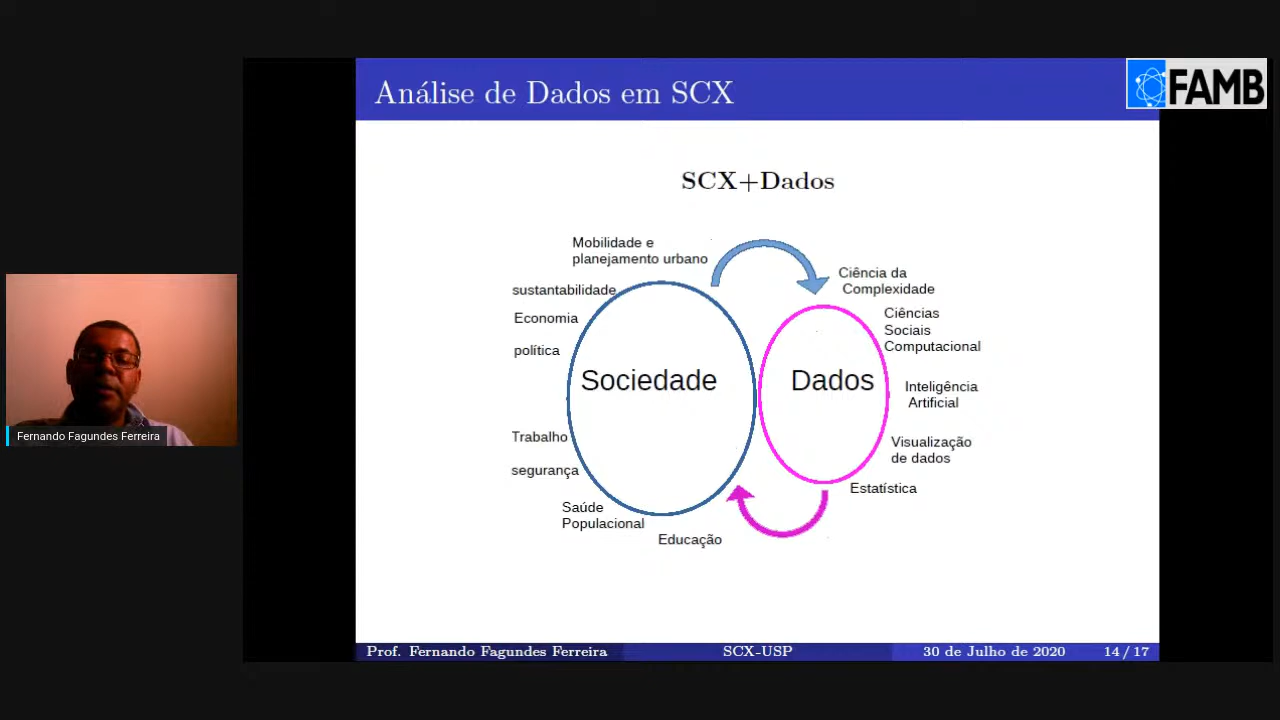 Análise de Dados em SCX
FAMB
SCX+Dados
Mobilidade e
planejamento urbano
sustantabilidade
Economia
política
Sociedade
Trabalho
segurança
Saúde
Populacional
Educação
Ciência da
Complexidade
Ciências
Sociais
Computacional
Dados
Inteligência
Artificial
Visualização
de dados
Estatística
Fernando Fagundes Ferreira
Prof. Fernando Fagundes Ferreira
SCX-USP
30 de Julho de 2020
14 / 17